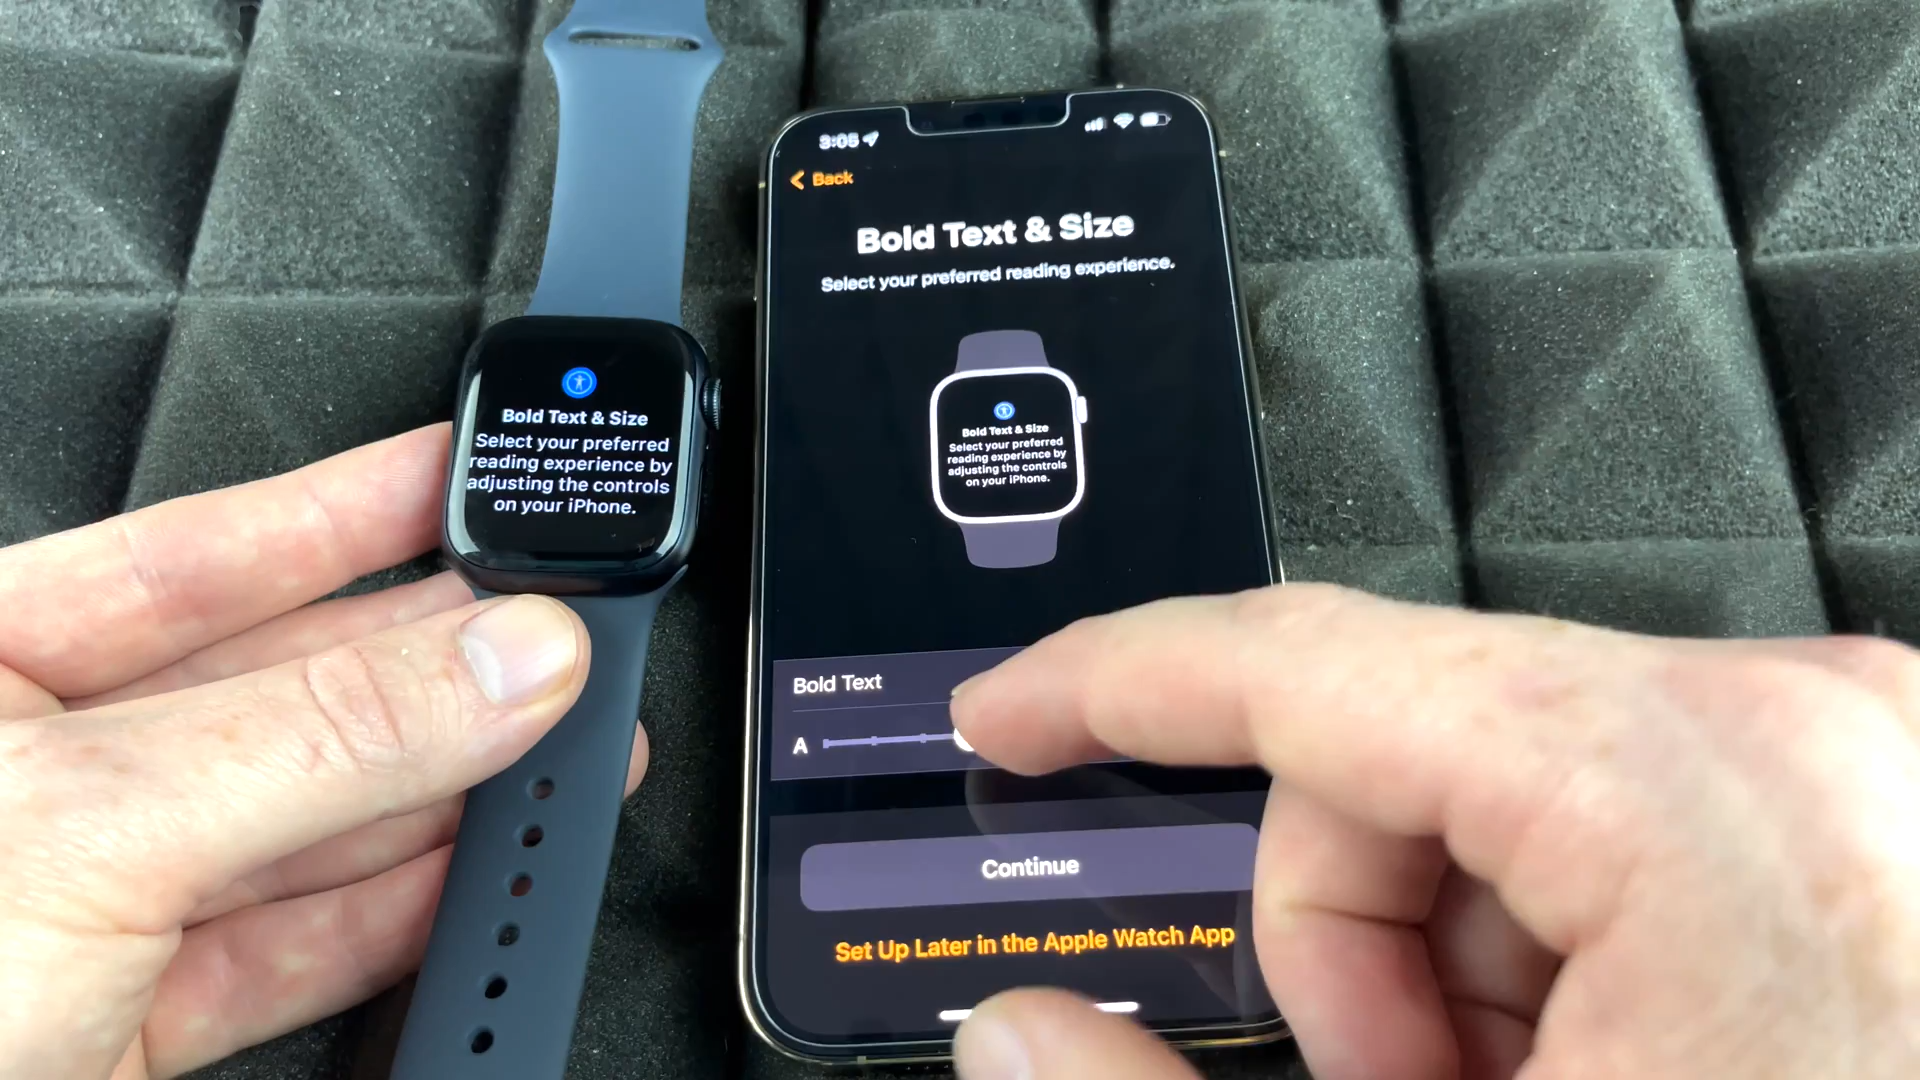 Bold Text & Size
Select your preferred
reading experience by
adjusting the controls
on your iPhone.
3:05
Back
Bold Text & Size
Select your preferred reading experience.
Bold Text & Size
Select your preferred
reading experience by
adjusting the controls
on your iPhone.
Bold Text
A
Continue
Set Up Later in the Apple Watch App